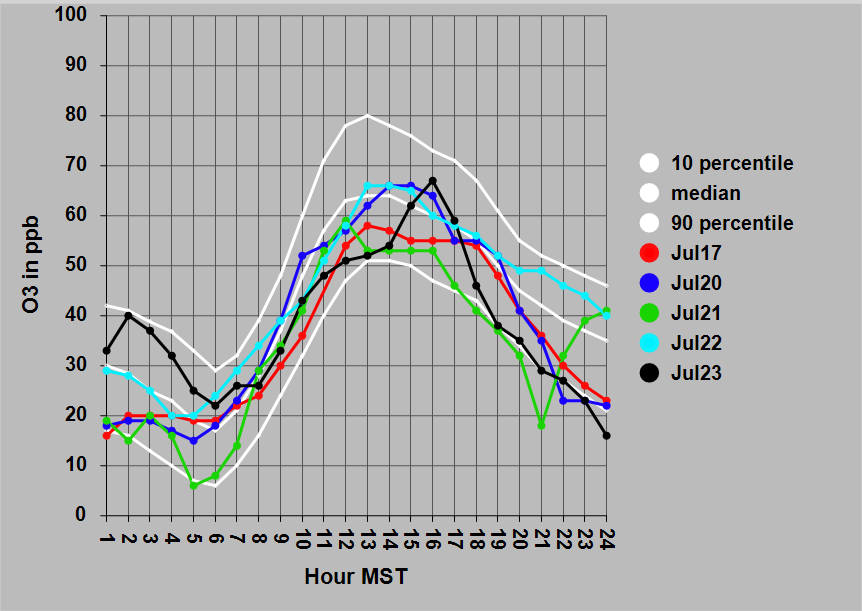 100
90
80
70
60
50
40
30
20
10
0
O3 in ppb
1 2 3 4 5 6 7 8 9 10 11 12 13 14 15 16 17 18 19 20 21 22 23 24
Hour MST
10 percentile
median
90 percentile
Jul17
Jul20
Jul21
Jul22
Jul23